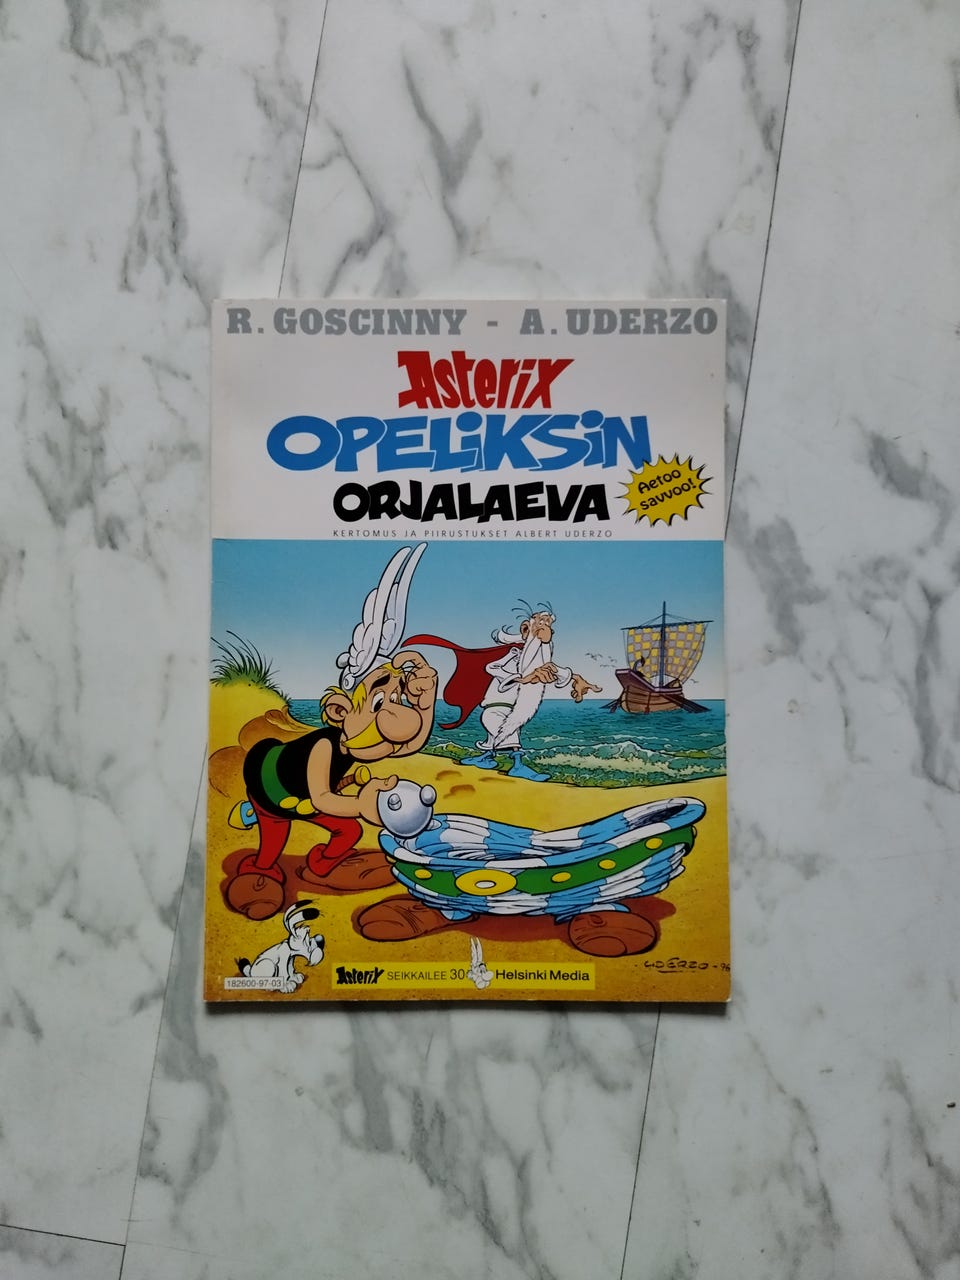 R. GOSCINNY - A. UDERZO
Asterix
OPELiKSiN
ORJALAEVA
Aetoo
savvoo!
KERTOMUS JA PIIRUSTUKSET ALBERT UDERZO
UDERZO - 96
Asterix SEIKKAILEE 30 Helsinki Media
182600-97-03